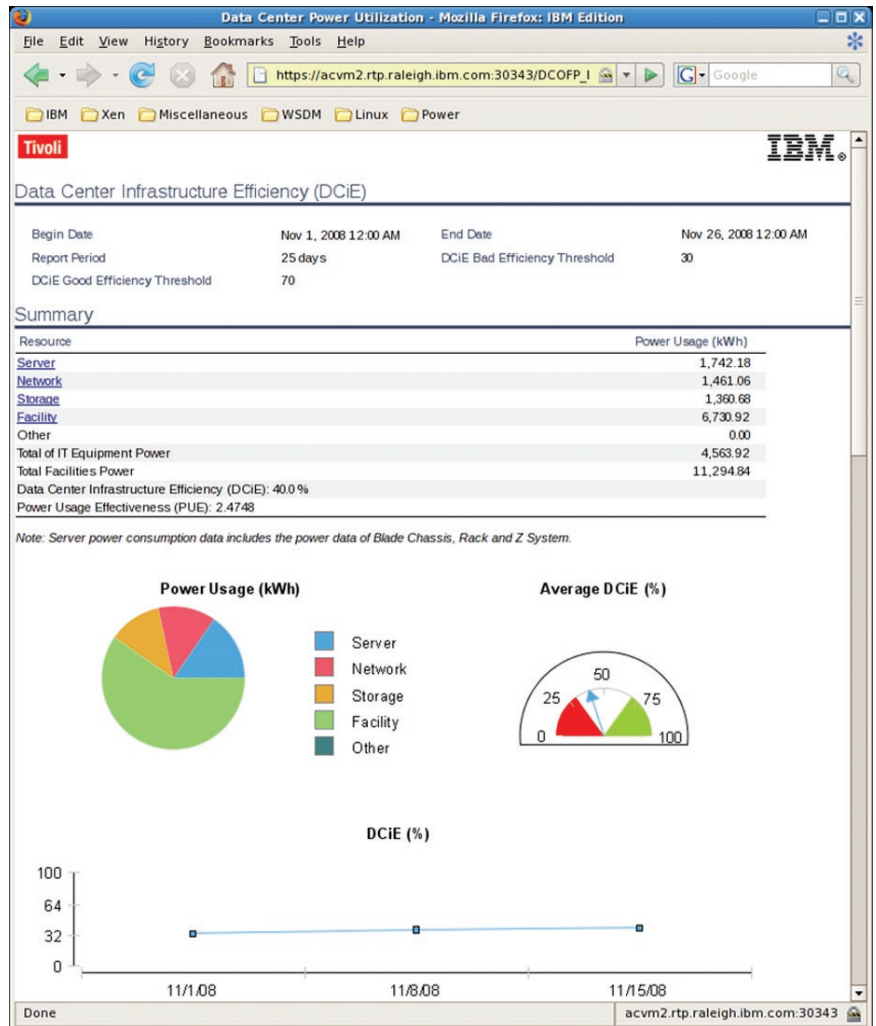 Data Center Power Utilization - Mozilla Firefox: IBM Edition
File Edit View History Bookmarks Tools Help
https://acvm2.rtp.raleigh.ibm.com:30343/DCOFP_I G Google
IBM Xen Miscellaneous WSDM Linux Power
Tivoli IBM®
Data Center Infrastructure Efficiency (DCiE)
Begin Date Nov 1, 2008 12:00 AM End Date Nov 26, 2008 12:00 AM
Report Period 25 days DCiE Bad Efficiency Threshold 30
DCiE Good Efficiency Threshold 70
Summary
Resource Power Usage (kWh)
Server 1,742.18
Network 1,461.06
Storage 1,360.68
Facility 6,730.92
Other 0.00
Total of IT Equipment Power 4,563.92
Total Facilities Power 11,294.84
Data Center Infrastructure Efficiency (DCiE): 40.0 %
Power Usage Effectiveness (PUE): 2.4748
Note: Server power consumption data includes the power data of Blade Chassis, Rack and Z System.
Power Usage (kWh)
Server
Network
Storage
Facility
Other
Average DCiE (%)
0 25 50 75 100
DCiE (%)
100
64
32
0
11/1/08 11/8/08 11/15/08
Done acvm2.rtp.raleigh.ibm.com:30343